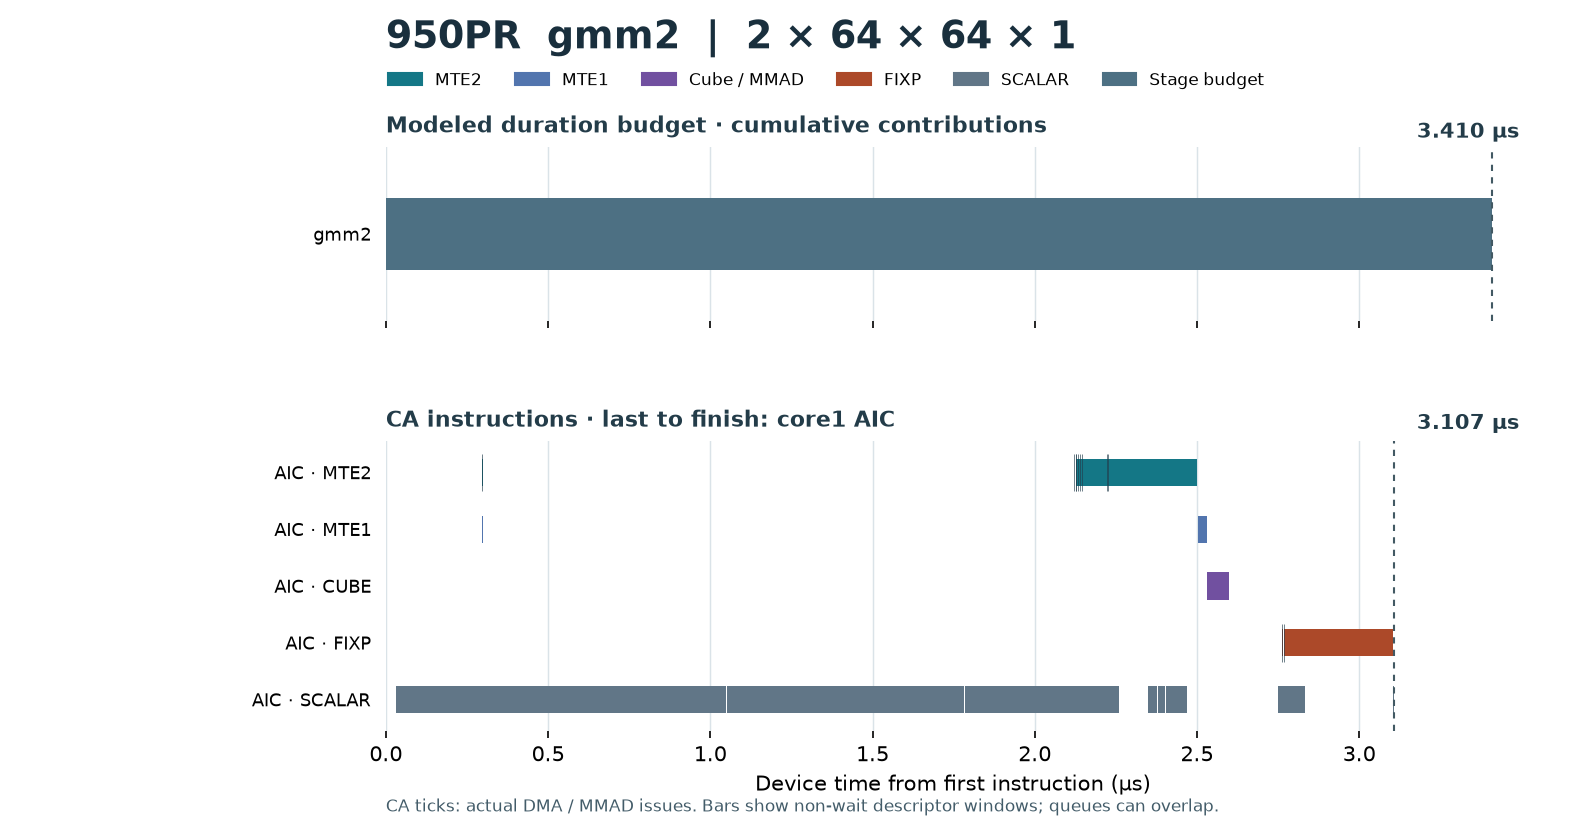 950PR gmm2 | 2 × 64 × 64 × 1
MTE2 MTE1 Cube / MMAD FIXP SCALAR Stage budget
Modeled duration budget · cumulative contributions
3.410 µs
gmm2
CA instructions · last to finish: core1 AIC
3.107 µs
AIC · MTE2
AIC · MTE1
AIC · CUBE
AIC · FIXP
AIC · SCALAR
0.0 0.5 1.0 1.5 2.0 2.5 3.0
Device time from first instruction (µs)
CA ticks: actual DMA / MMAD issues. Bars show non-wait descriptor windows; queues can overlap.